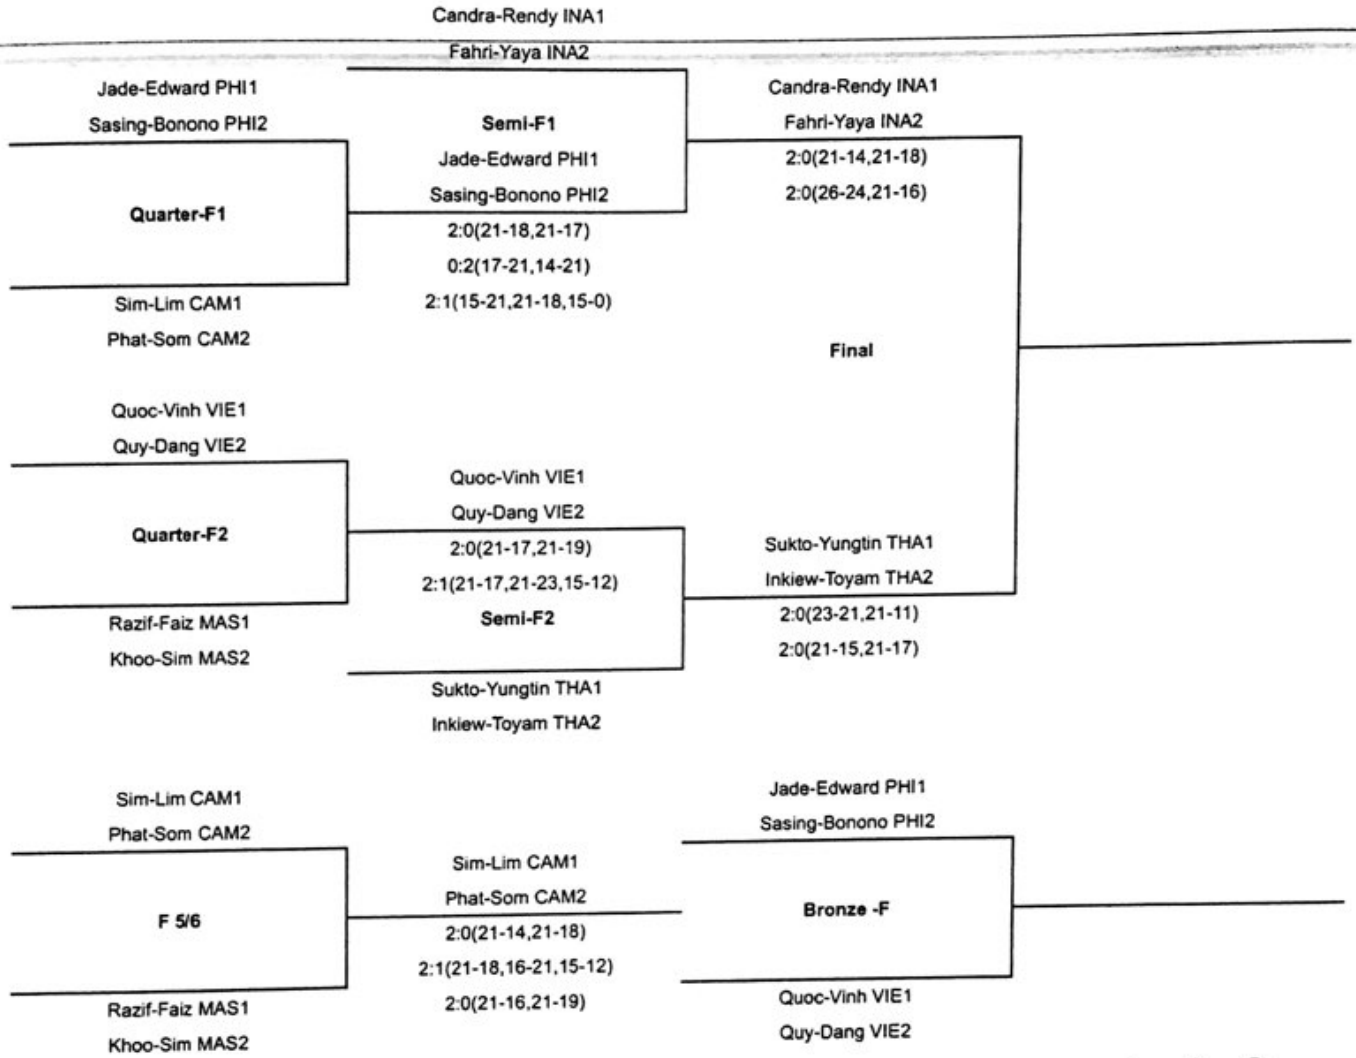 Candra-Rendy INA1
Fahri-Yaya INA2
Jade-Edward PHI1
Sasing-Bonono PHI2
Quarter-F1
Sim-Lim CAM1
Phat-Som CAM2
Semi-F1
Jade-Edward PHI1
Sasing-Bonono PHI2
2:0(21-18,21-17)
0:2(17-21,14-21)
2:1(15-21,21-18,15-0)
Candra-Rendy INA1
Fahri-Yaya INA2
2:0(21-14,21-18)
2:0(26-24,21-16)
Final
Quoc-Vinh VIE1
Quy-Dang VIE2
Quarter-F2
Razif-Faiz MAS1
Khoo-Sim MAS2
Quoc-Vinh VIE1
Quy-Dang VIE2
2:0(21-17,21-19)
2:1(21-17,21-23,15-12)
Semi-F2
Sukto-Yungtin THA1
Inkiew-Toyam THA2
Sukto-Yungtin THA1
Inkiew-Toyam THA2
2:0(23-21,21-11)
2:0(21-15,21-17)
Sim-Lim CAM1
Phat-Som CAM2
F 5/6
Razif-Faiz MAS1
Khoo-Sim MAS2
Sim-Lim CAM1
Phat-Som CAM2
2:0(21-14,21-18)
2:1(21-18,16-21,15-12)
2:0(21-16,21-19)
Jade-Edward PHI1
Sasing-Bonono PHI2
Bronze -F
Quoc-Vinh VIE1
Quy-Dang VIE2